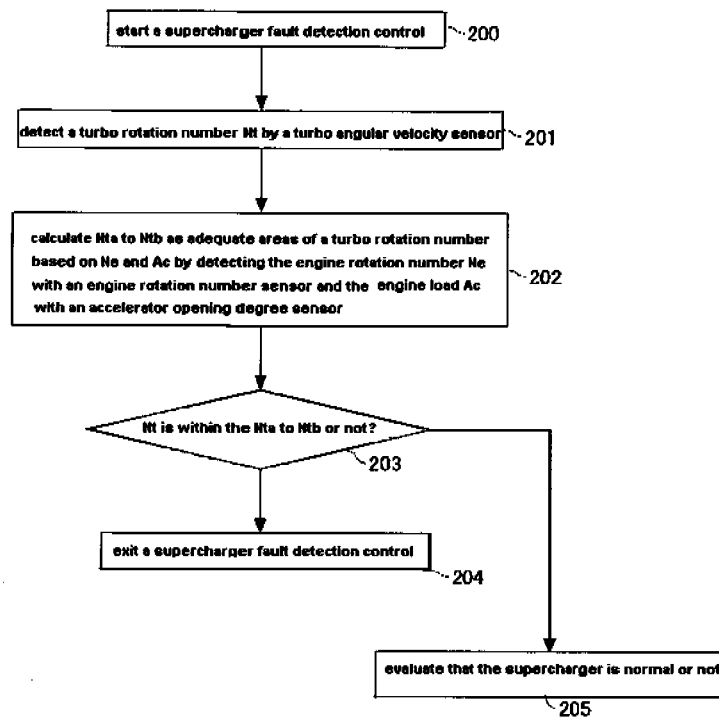 start a supercharger fault detection control
200
detect a turbo rotation number Nt by a turbo angular velocity sensor
201
calculate Nta to Ntb as adequate areas of a turbo rotation number
based on Ne and Ac by detecting the engine rotation number Ne
with an engine rotation number sensor and the engine load Ac
with an accelerator opening degree sensor
202
Nt is within the Nta to Ntb or not?
203
exit a supercharger fault detection control
204
evaluate that the supercharger is normal or not
205